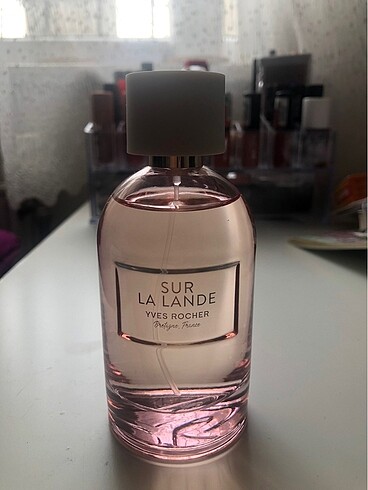 SUR
LA LANDE
YVES ROCHER
Bretagne, France